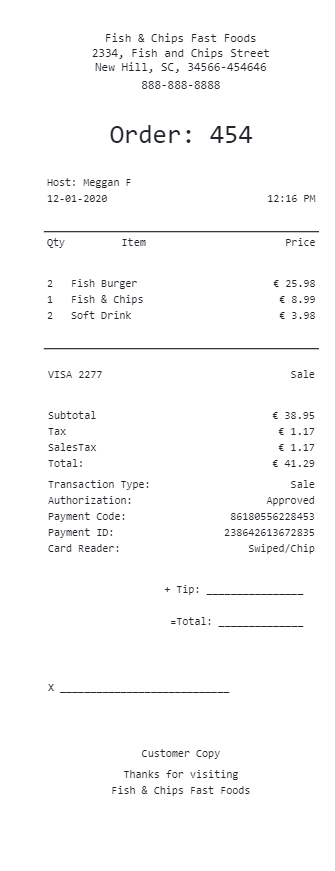 Fish & Chips Fast Foods
2334, Fish and Chips Street
New Hill, SC, 34566-454646
888-888-8888
Order: 454
Host: Meggan F
12-01-2020 12:16 PM
Qty Item Price
2 Fish Burger € 25.98
1 Fish & Chips € 8.99
2 Soft Drink € 3.98
VISA 2277 Sale
Subtotal € 38.95
Tax € 1.17
SalesTax € 1.17
Total: € 41.29
Transaction Type: Sale
Authorization: Approved
Payment Code: 86180556228453
Payment ID: 238642613672835
Card Reader: Swiped/Chip
+ Tip: ________________
=Total: ______________
X ____________________________
Customer Copy
Thanks for visiting
Fish & Chips Fast Foods